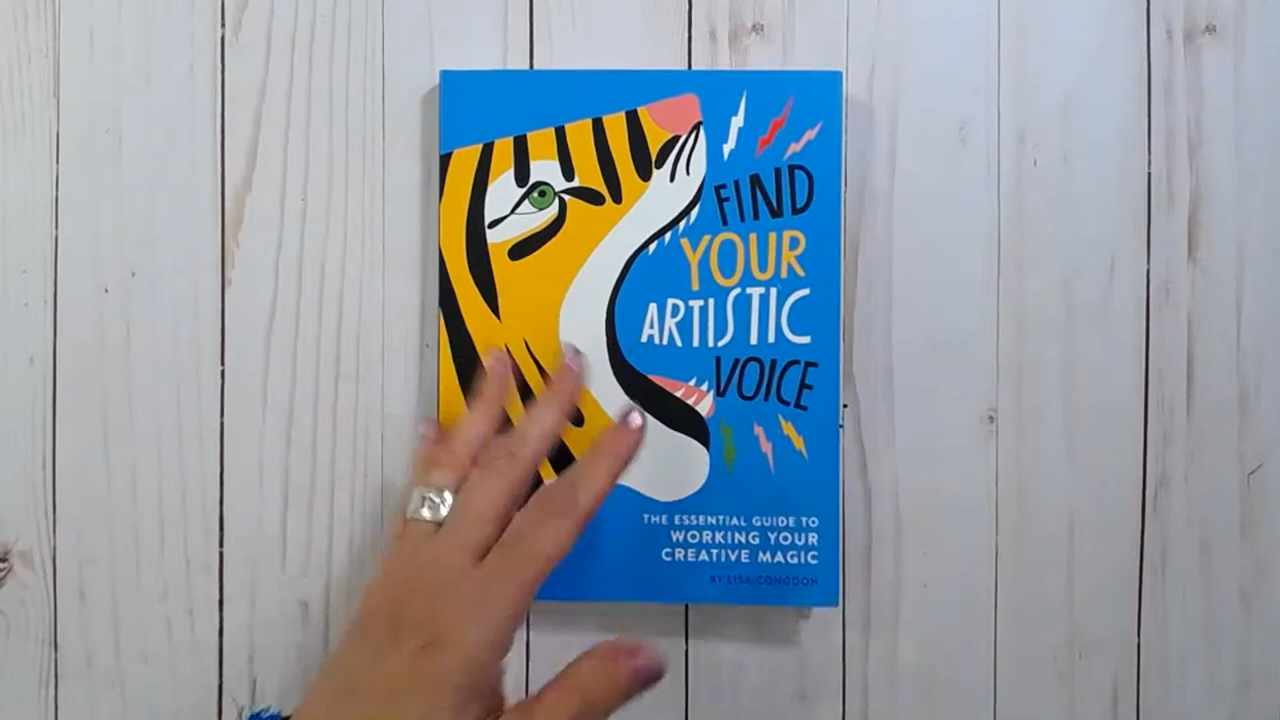 FIND
YOUR
ARTISTIC
VOICE
THE ESSENTIAL GUIDE TO
WORKING YOUR
CREATIVE MAGIC
BY LISA CONGDON